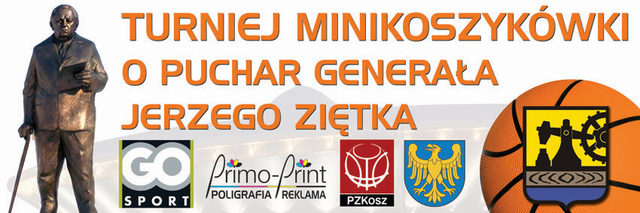 TURNIEJ MINIKOSZYKÓWKI
O PUCHAR GENERAŁA
JERZEGO ZIĘTKA
GO
SPORT
Primo-Print
POLIGRAFIA REKLAMA
PZKosz